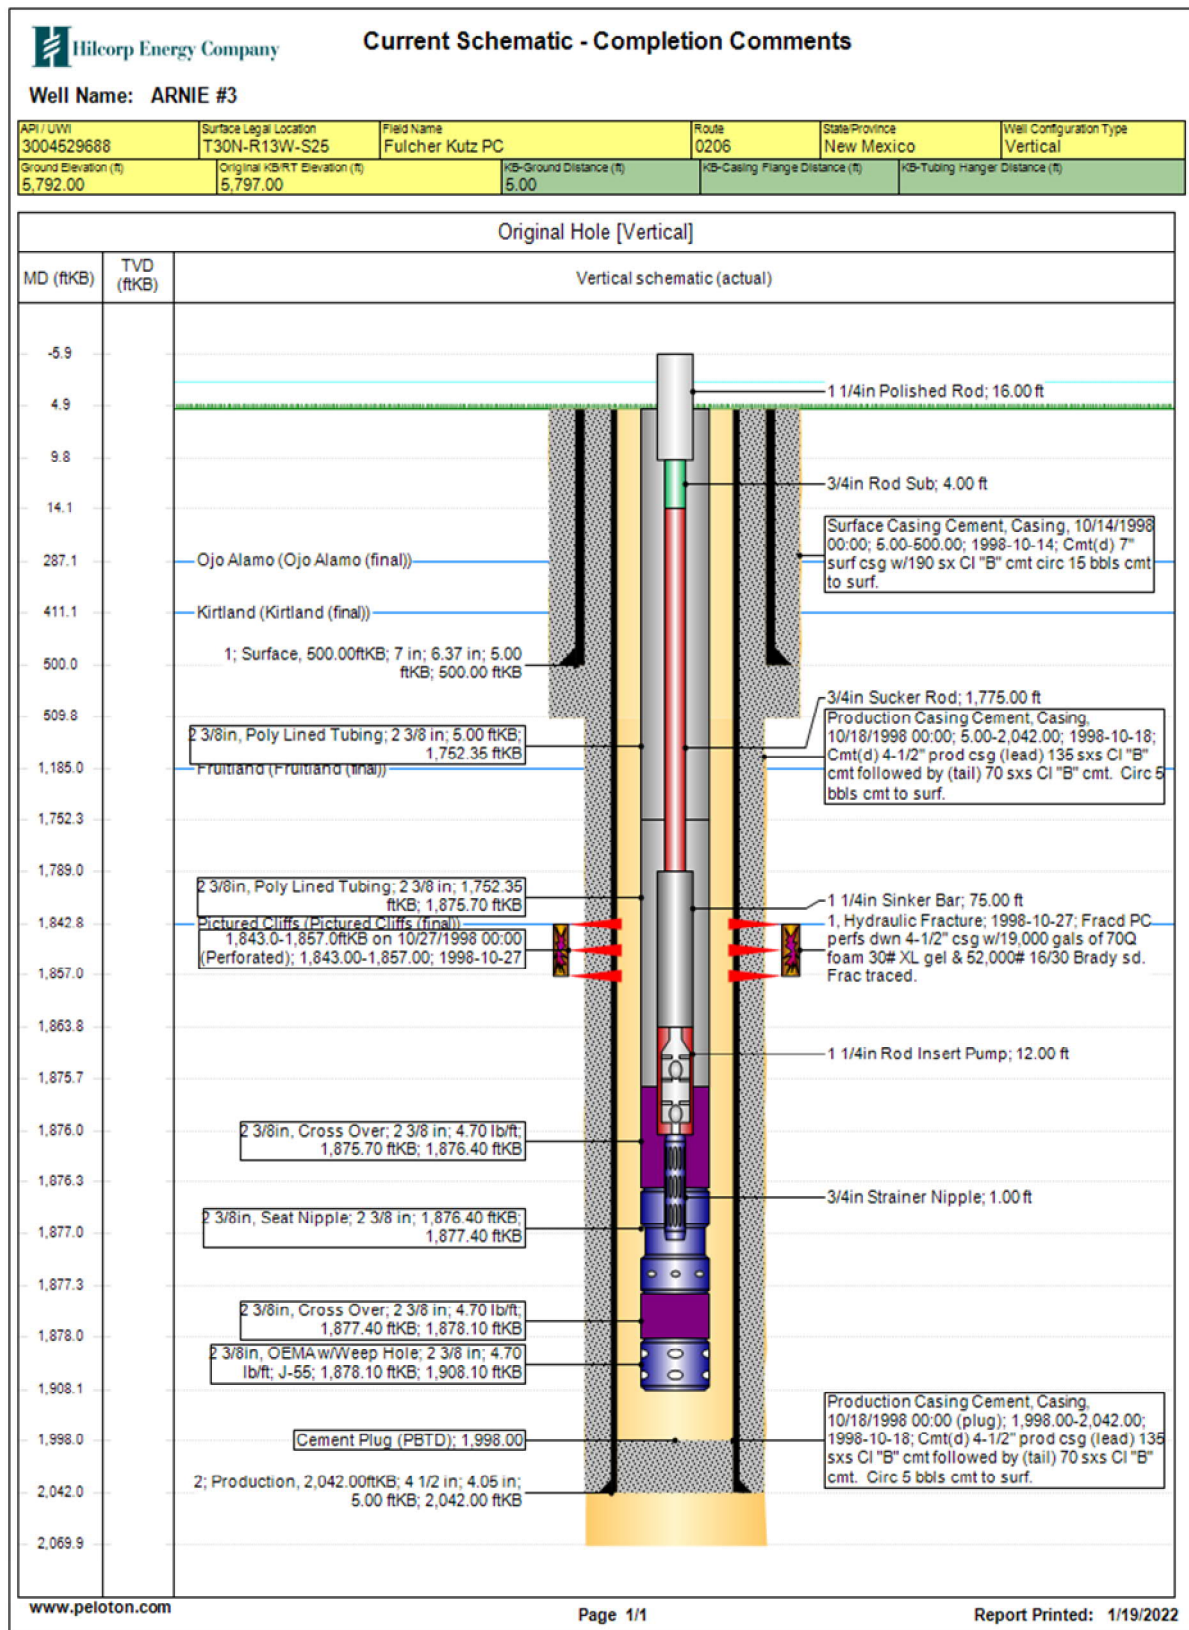 Hilcorp Energy Company
Current Schematic - Completion Comments
Well Name: ARNIE #3
API / UWI
3004529688
Surface Legal Location
T30N-R13W-S25
Field Name
Fulcher Kutz PC
Route
0206
State/Province
New Mexico
Well Configuration Type
Vertical
Ground Elevation (ft)
5,792.00
Original KB/RT Elevation (ft)
5,797.00
KB-Ground Distance (ft)
5.00
KB-Casing Flange Distance (ft)
KB-Tubing Hanger Distance (ft)
Original Hole [Vertical]
MD (ftKB)
TVD
(ftKB)
Vertical schematic (actual)
-5.9
1 1/4in Polished Rod; 16.00 ft
4.9
9.8
3/4in Rod Sub; 4.00 ft
14.1
Surface Casing Cement, Casing, 10/14/1998
00:00; 5.00-500.00; 1998-10-14; Cmt(d) 7"
surf csg w/190 sx Cl "B" cmt circ 15 bbls cmt
to surf.
287.1
Ojo Alamo (Ojo Alamo (final))
411.1
Kirtland (Kirtland (final))
1; Surface, 500.00ftKB; 7 in; 6.37 in; 5.00
ftKB; 500.00 ftKB
500.0
3/4in Sucker Rod; 1,775.00 ft
509.8
Production Casing Cement, Casing,
10/18/1998 00:00; 5.00-2,042.00; 1998-10-18;
Cmt(d) 4-1/2" prod csg (lead) 135 sxs Cl "B"
cmt followed by (tail) 70 sxs Cl "B" cmt. Circ 5
bbls cmt to surf.
2 3/8in, Poly Lined Tubing; 2 3/8 in; 5.00 ftKB;
1,752.35 ftKB
1,185.0
Fruitland (Fruitland (final))
1,752.3
1,789.0
2 3/8in, Poly Lined Tubing; 2 3/8 in; 1,752.35
ftKB; 1,875.70 ftKB
1 1/4in Sinker Bar; 75.00 ft
1,842.8
Pictured Cliffs (Pictured Cliffs (final))
1,843.0-1,857.0ftKB on 10/27/1998 00:00
(Perforated); 1,843.00-1,857.00; 1998-10-27
1, Hydraulic Fracture; 1998-10-27; Fracd PC
perfs dwn 4-1/2" csg w/19,000 gals of 70Q
foam 30# XL gel & 52,000# 16/30 Brady sd.
Frac traced.
1,857.0
1,863.8
1 1/4in Rod Insert Pump; 12.00 ft
1,875.7
2 3/8in, Cross Over; 2 3/8 in; 4.70 lb/ft;
1,875.70 ftKB; 1,876.40 ftKB
1,876.0
1,876.3
3/4in Strainer Nipple; 1.00 ft
2 3/8in, Seat Nipple; 2 3/8 in; 1,876.40 ftKB;
1,877.40 ftKB
1,877.0
1,877.3
2 3/8in, Cross Over; 2 3/8 in; 4.70 lb/ft;
1,877.40 ftKB; 1,878.10 ftKB
1,878.0
2 3/8in, OEMA w/Weep Hole; 2 3/8 in; 4.70
lb/ft; J-55; 1,878.10 ftKB; 1,908.10 ftKB
1,908.1
Production Casing Cement, Casing,
10/18/1998 00:00 (plug); 1,998.00-2,042.00;
1998-10-18; Cmt(d) 4-1/2" prod csg (lead) 135
sxs Cl "B" cmt followed by (tail) 70 sxs Cl "B"
cmt. Circ 5 bbls cmt to surf.
Cement Plug (PBTD); 1,998.00
1,998.0
2; Production, 2,042.00ftKB; 4 1/2 in; 4.05 in;
5.00 ftKB; 2,042.00 ftKB
2,042.0
2,069.9
www.peloton.com
Page 1/1
Report Printed: 1/19/2022